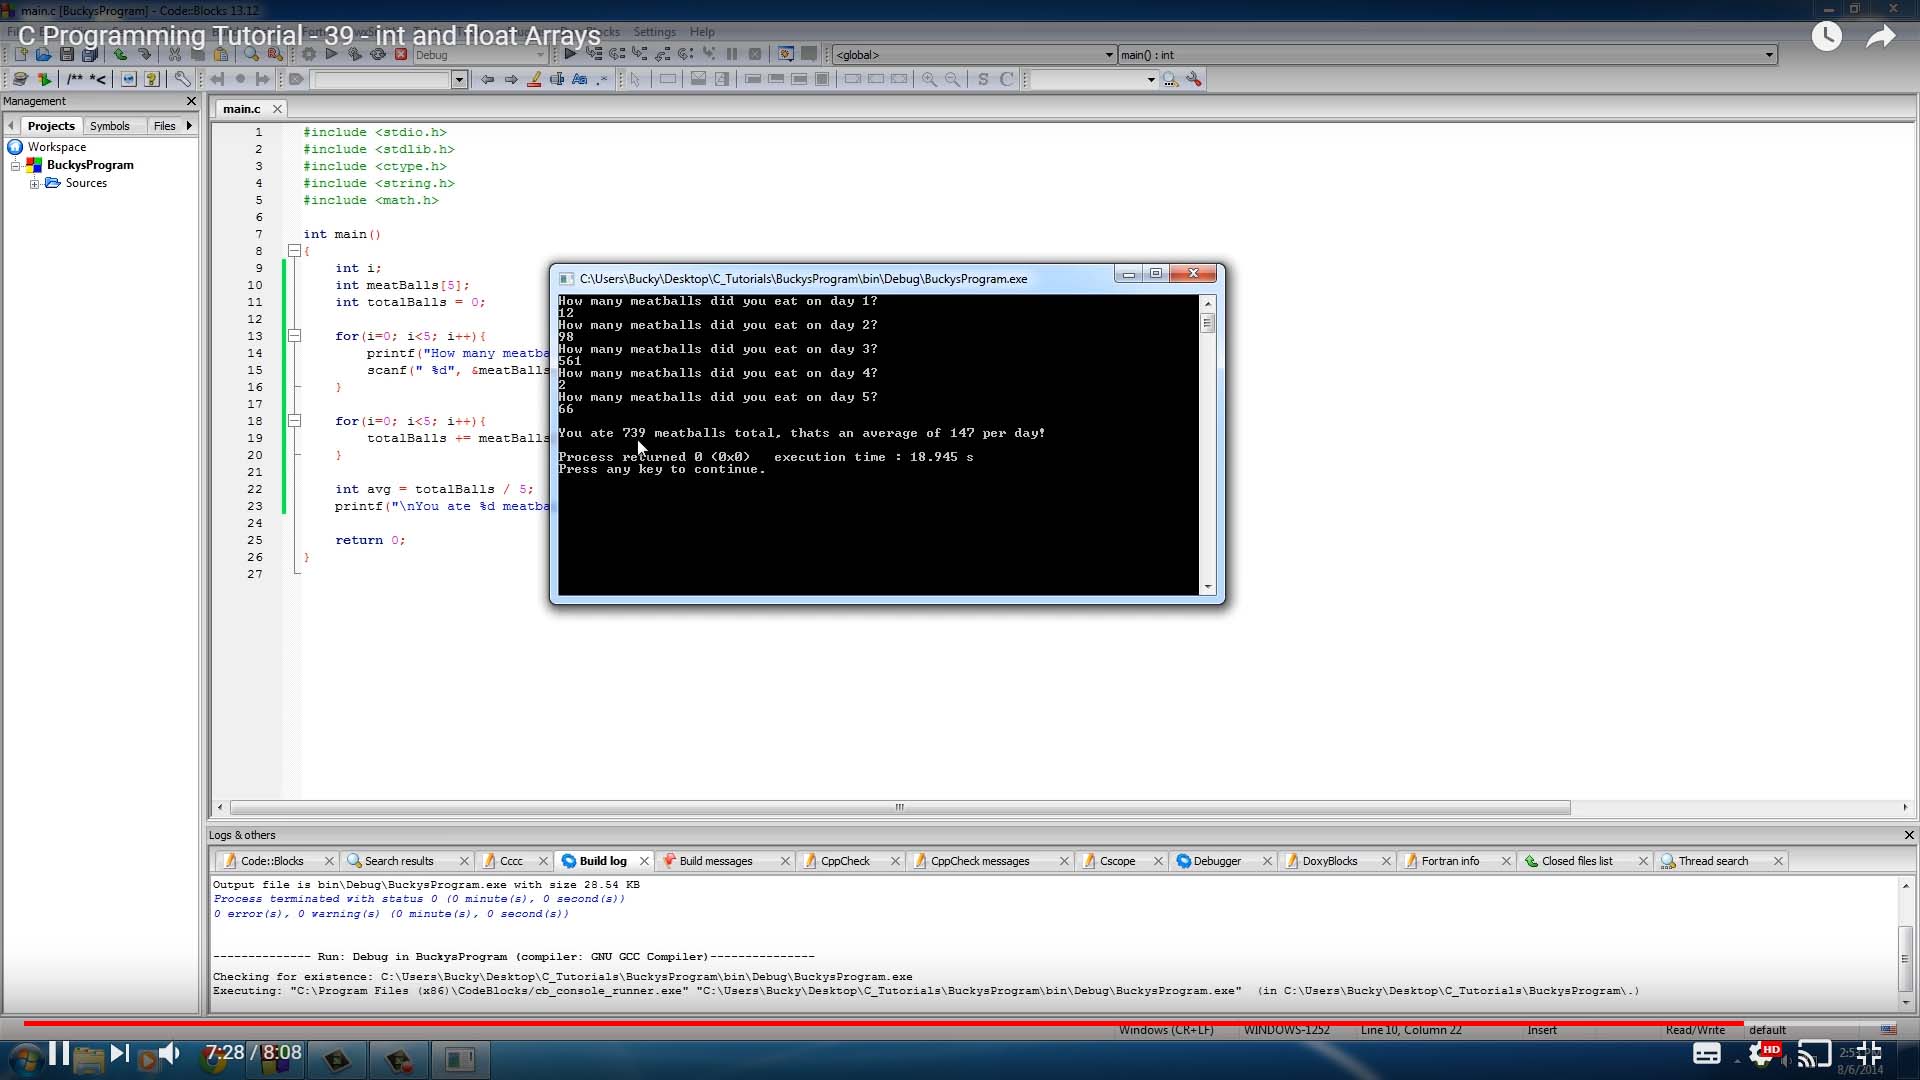 main.c [BuckysProgram] - Code::Blocks 13.12
C Programming Tutorial - 39 - int and float Arrays
Settings Help
Debug
<global>
main() : int
/** *<
Aa .*
S C
Management
Projects Symbols Files
Workspace
BuckysProgram
Sources
main.c
1 #include <stdio.h>
2 #include <stdlib.h>
3 #include <ctype.h>
4 #include <string.h>
5 #include <math.h>
6
7 int main()
8 {
9 int i;
10 int meatBalls[5];
11 int totalBalls = 0;
12
13 for(i=0; i<5; i++){
14 printf("How many meatba
15 scanf(" %d", &meatBalls
16 }
17
18 for(i=0; i<5; i++){
19 totalBalls += meatBalls
20 }
21
22 int avg = totalBalls / 5;
23 printf("\nYou ate %d meatba
24
25 return 0;
26 }
27
C:\Users\Bucky\Desktop\C_Tutorials\BuckysProgram\bin\Debug\BuckysProgram.exe
How many meatballs did you eat on day 1?
12
How many meatballs did you eat on day 2?
98
How many meatballs did you eat on day 3?
561
How many meatballs did you eat on day 4?
2
How many meatballs did you eat on day 5?
66
You ate 739 meatballs total, thats an average of 147 per day!
Process returned 0 (0x0) execution time : 18.945 s
Press any key to continue.
Logs & others
Code::Blocks Search results Cccc Build log Build messages CppCheck CppCheck messages Cscope Debugger DoxyBlocks Fortran info Closed files list Thread search
Output file is bin\Debug\BuckysProgram.exe with size 28.54 KB
Process terminated with status 0 (0 minute(s), 0 second(s))
0 error(s), 0 warning(s) (0 minute(s), 0 second(s))
-------------- Run: Debug in BuckysProgram (compiler: GNU GCC Compiler)---------------
Checking for existence: C:\Users\Bucky\Desktop\C_Tutorials\BuckysProgram\bin\Debug\BuckysProgram.exe
Executing: "C:\Program Files (x86)\CodeBlocks/cb_console_runner.exe" "C:\Users\Bucky\Desktop\C_Tutorials\BuckysProgram\bin\Debug\BuckysProgram.exe" (in C:\Users\Bucky\Desktop\C_Tutorials\BuckysProgram\.)
Windows (CR+LF) WINDOWS-1252 Line 10, Column 22 Insert Read/Write default
7:28 / 8:08
HD
8/6/2014